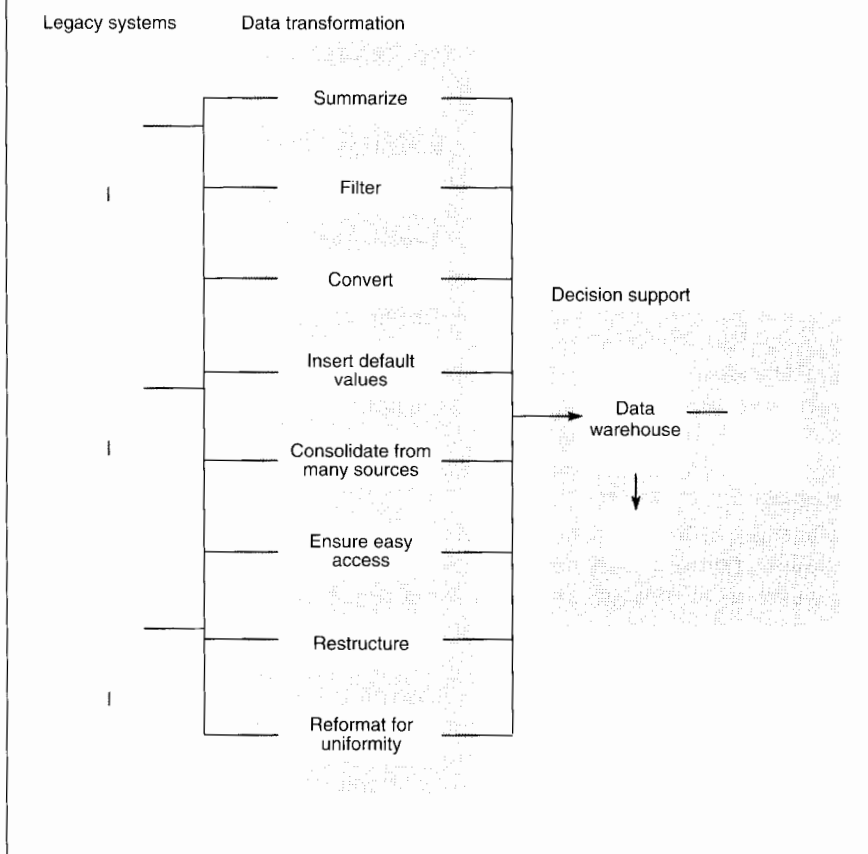 Legacy systems
Data transformation
Summarize
Filter
Convert
Insert default
values
Consolidate from
many sources
Ensure easy
access
Restructure
Reformat for
uniformity
Decision support
Data
warehouse